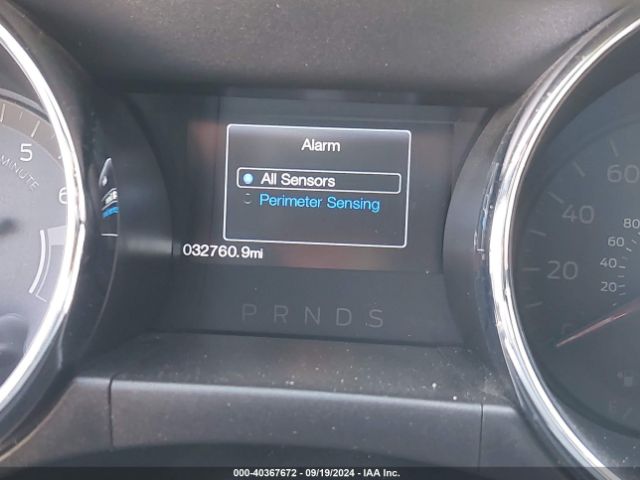 Alarm
All Sensors
Perimeter Sensing
032760.9mi
P R N D S
5
6
MINUTE
60
40
20
80
60
40
20
000-40367672 - 09/19/2024 - IAA Inc.